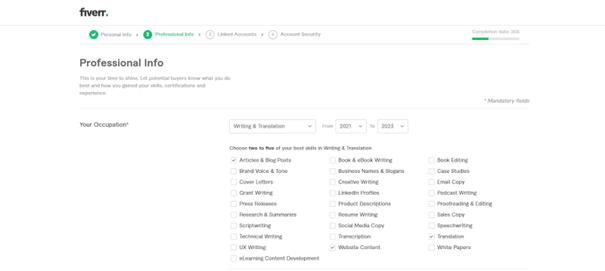 fiverr.
Personal Info > 2 Professional Info > 3 Linked Accounts > 4 Account Security
Professional Info
This is your time to shine. Let potential buyers know what you do
best and how you gained your skills, certifications and
experience.
* Mandatory fields
Your Occupation*
Writing & Translation From 2021 To 2023
Choose two to five of your best skills in Writing & Translation
Articles & Blog Posts Book & eBook Writing Book Editing
Brand Voice & Tone Business Names & Slogans Case Studies
Cover Letters Creative Writing Email Copy
Grant Writing LinkedIn Profiles Podcast Writing
Press Releases Product Descriptions Proofreading & Editing
Research & Summaries Resume Writing Sales Copy
Scriptwriting Social Media Copy Speechwriting
Technical Writing Transcription Translation
UX Writing Website Content White Papers
eLearning Content Development